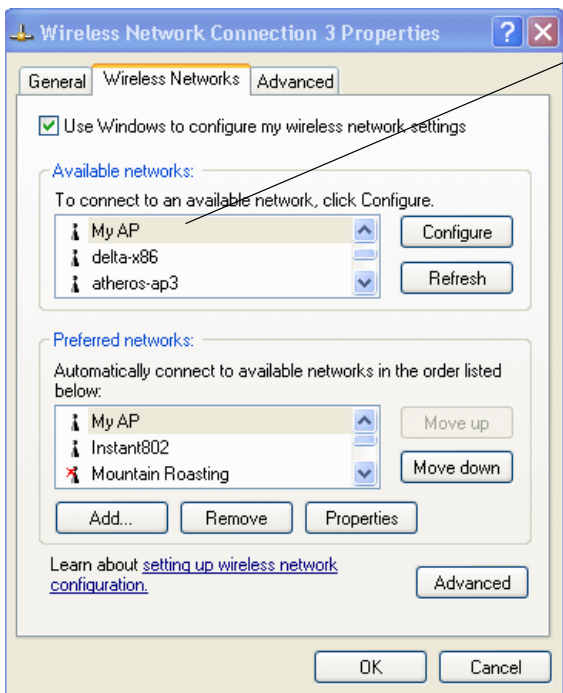 Wireless Network Connection 3 Properties
General Wireless Networks Advanced
Use Windows to configure my wireless network settings
Available networks:
To connect to an available network, click Configure.
My AP
delta-x86
atheros-ap3
Configure
Refresh
Preferred networks:
Automatically connect to available networks in the order listed
below:
My AP
Instant802
Mountain Roasting
Move up
Move down
Add... Remove Properties
Learn about setting up wireless network
configuration.
Advanced
OK Cancel